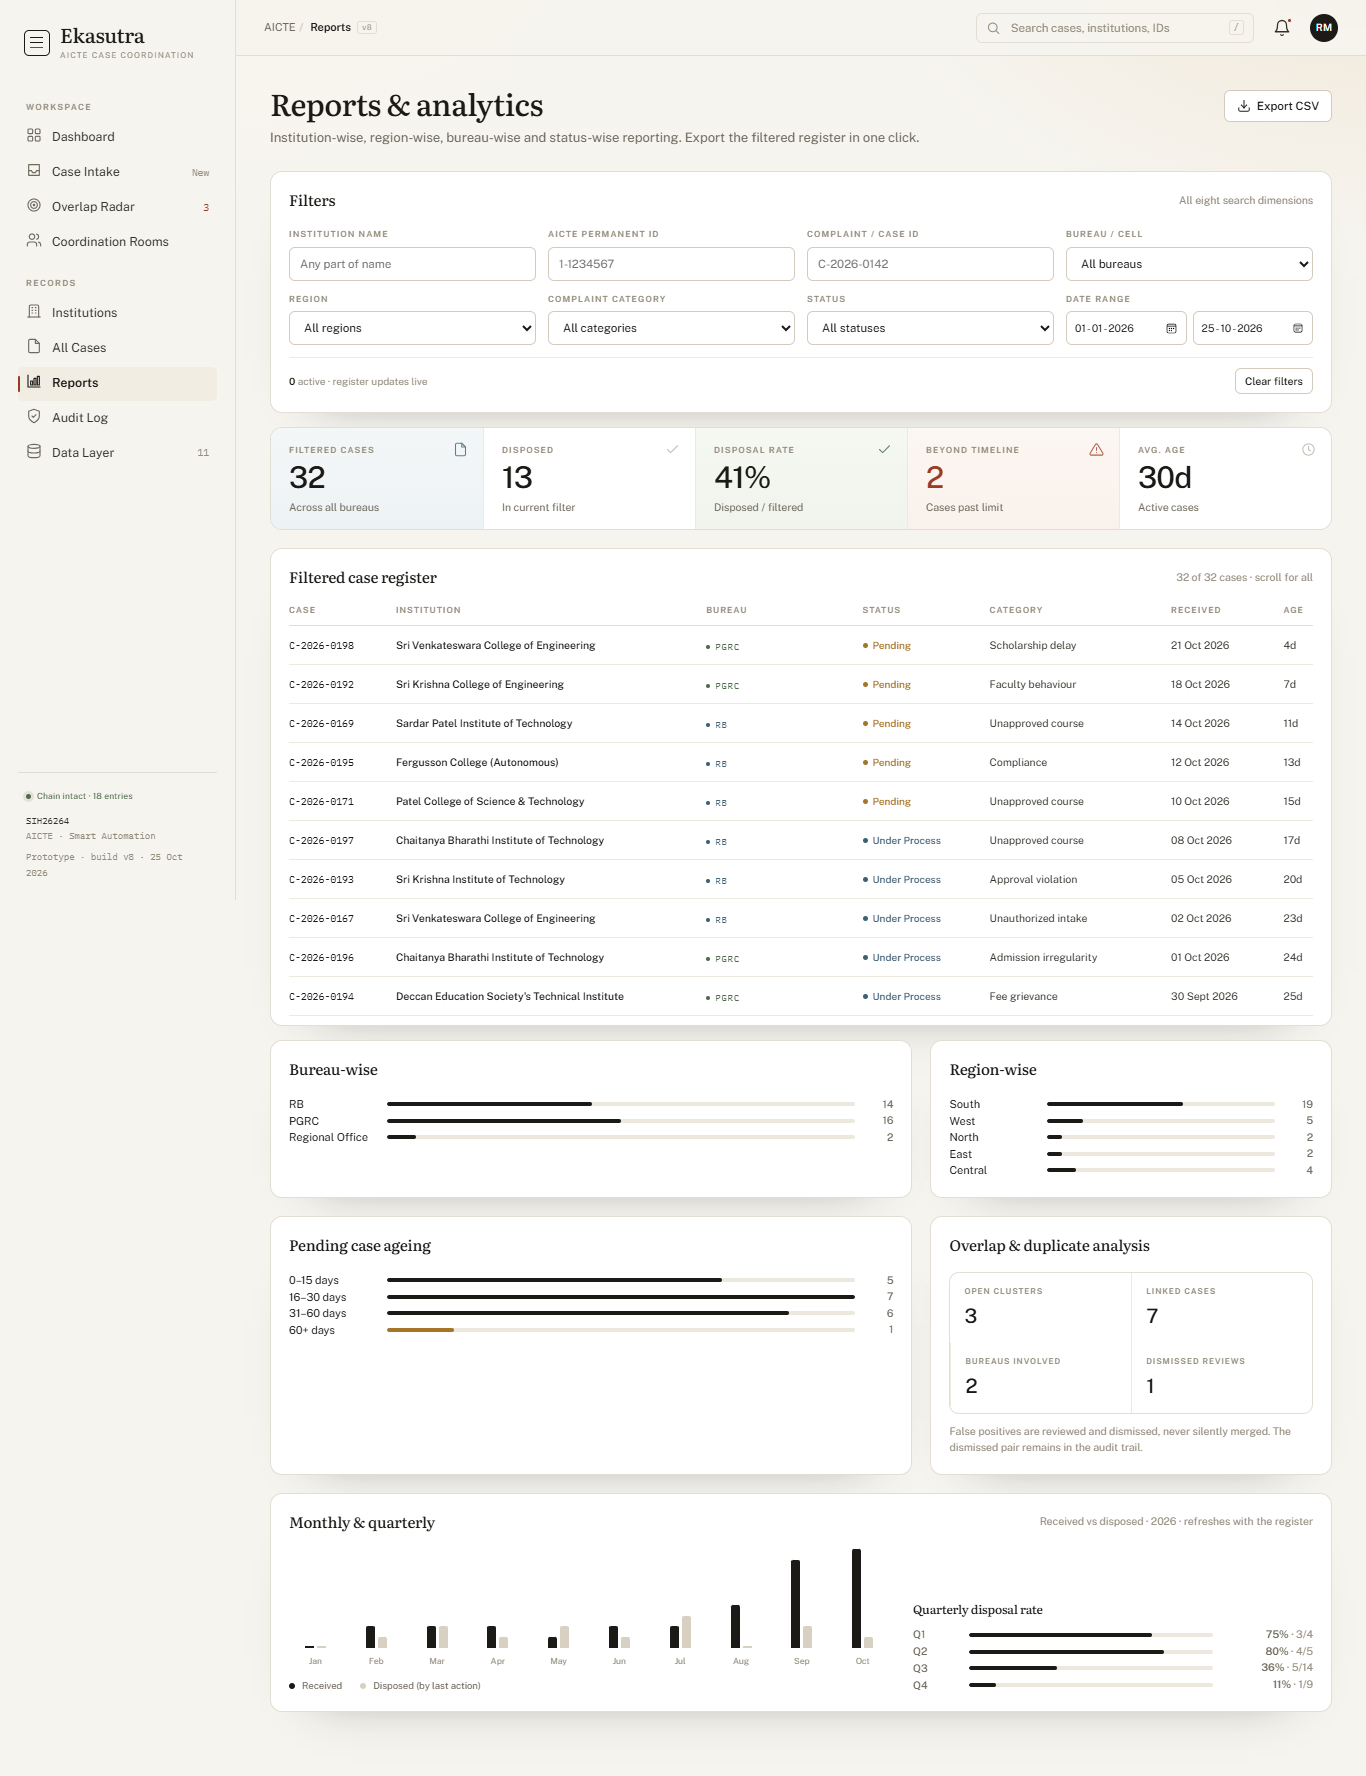 Ekasutra
AICTE CASE COORDINATION
WORKSPACE
Dashboard
Case Intake New
Overlap Radar 3
Coordination Rooms
RECORDS
Institutions
All Cases
Reports
Audit Log
Data Layer 11
Chain intact · 18 entries
SIH26264
AICTE · Smart Automation
Prototype · build v8 · 25 Oct
2026
AICTE / Reports v8
Search cases, institutions, IDs /
RM
Reports & analytics
Export CSV
Institution-wise, region-wise, bureau-wise and status-wise reporting. Export the filtered register in one click.
Filters
All eight search dimensions
INSTITUTION NAME AICTE PERMANENT ID COMPLAINT / CASE ID BUREAU / CELL
Any part of name 1-1234567 C-2026-0142 All bureaus
REGION COMPLAINT CATEGORY STATUS DATE RANGE
All regions All categories All statuses 01-01-2026 25-10-2026
0 active · register updates live
Clear filters
FILTERED CASES DISPOSED DISPOSAL RATE BEYOND TIMELINE AVG. AGE
32 13 41% 2 30d
Across all bureaus In current filter Disposed / filtered Cases past limit Active cases
Filtered case register
32 of 32 cases · scroll for all
CASE INSTITUTION BUREAU STATUS CATEGORY RECEIVED AGE
C-2026-0198 Sri Venkateswara College of Engineering PGRC Pending Scholarship delay 21 Oct 2026 4d
C-2026-0192 Sri Krishna College of Engineering PGRC Pending Faculty behaviour 18 Oct 2026 7d
C-2026-0169 Sardar Patel Institute of Technology RB Pending Unapproved course 14 Oct 2026 11d
C-2026-0195 Fergusson College (Autonomous) RB Pending Compliance 12 Oct 2026 13d
C-2026-0171 Patel College of Science & Technology RB Pending Unapproved course 10 Oct 2026 15d
C-2026-0197 Chaitanya Bharathi Institute of Technology RB Under Process Unapproved course 08 Oct 2026 17d
C-2026-0193 Sri Krishna Institute of Technology RB Under Process Approval violation 05 Oct 2026 20d
C-2026-0167 Sri Venkateswara College of Engineering RB Under Process Unauthorized intake 02 Oct 2026 23d
C-2026-0196 Chaitanya Bharathi Institute of Technology PGRC Under Process Admission irregularity 01 Oct 2026 24d
C-2026-0194 Deccan Education Society's Technical Institute PGRC Under Process Fee grievance 30 Sept 2026 25d
Bureau-wise
RB 14
PGRC 16
Regional Office 2
Region-wise
South 19
West 5
North 2
East 2
Central 4
Pending case ageing
0–15 days 5
16–30 days 7
31–60 days 6
60+ days 1
Overlap & duplicate analysis
OPEN CLUSTERS LINKED CASES
3 7
BUREAUS INVOLVED DISMISSED REVIEWS
2 1
False positives are reviewed and dismissed, never silently merged. The
dismissed pair remains in the audit trail.
Monthly & quarterly
Received vs disposed · 2026 · refreshes with the register
Jan Feb Mar Apr May Jun Jul Aug Sep Oct
Received Disposed (by last action)
Quarterly disposal rate
Q1 75% · 3/4
Q2 80% · 4/5
Q3 36% · 5/14
Q4 11% · 1/9